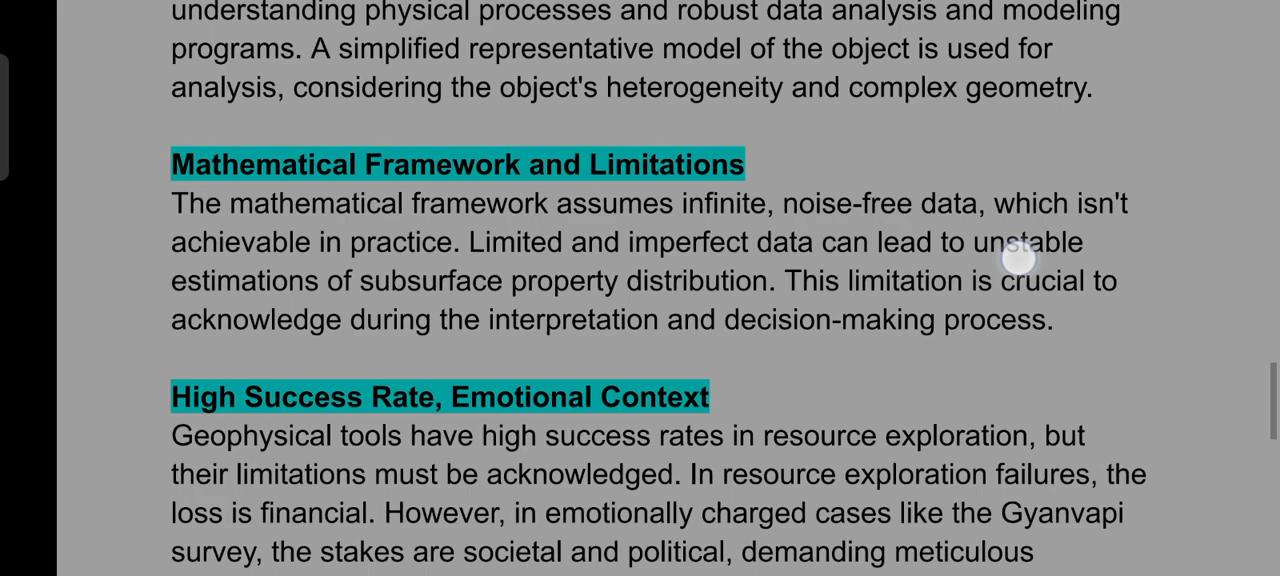 understanding physical processes and robust data analysis and modeling
programs. A simplified representative model of the object is used for
analysis, considering the object's heterogeneity and complex geometry.
Mathematical Framework and Limitations
The mathematical framework assumes infinite, noise-free data, which isn't
achievable in practice. Limited and imperfect data can lead to unstable
estimations of subsurface property distribution. This limitation is crucial to
acknowledge during the interpretation and decision-making process.
High Success Rate, Emotional Context
Geophysical tools have high success rates in resource exploration, but
their limitations must be acknowledged. In resource exploration failures, the
loss is financial. However, in emotionally charged cases like the Gyanvapi
survey, the stakes are societal and political, demanding meticulous